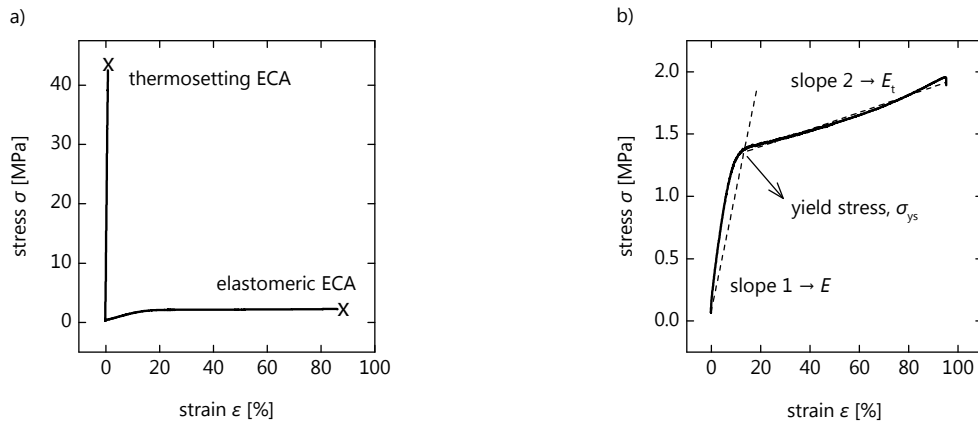 a)
40
30
20
10
0
0 20 40 60 80 100
stress σ [MPa]
strain ε [%]
X
thermosetting ECA
elastomeric ECA
X
b)
2.0
1.5
1.0
0.5
0.0
0 20 40 60 80 100
stress σ [MPa]
strain ε [%]
slope 2 → Et
yield stress, σys
slope 1 → E